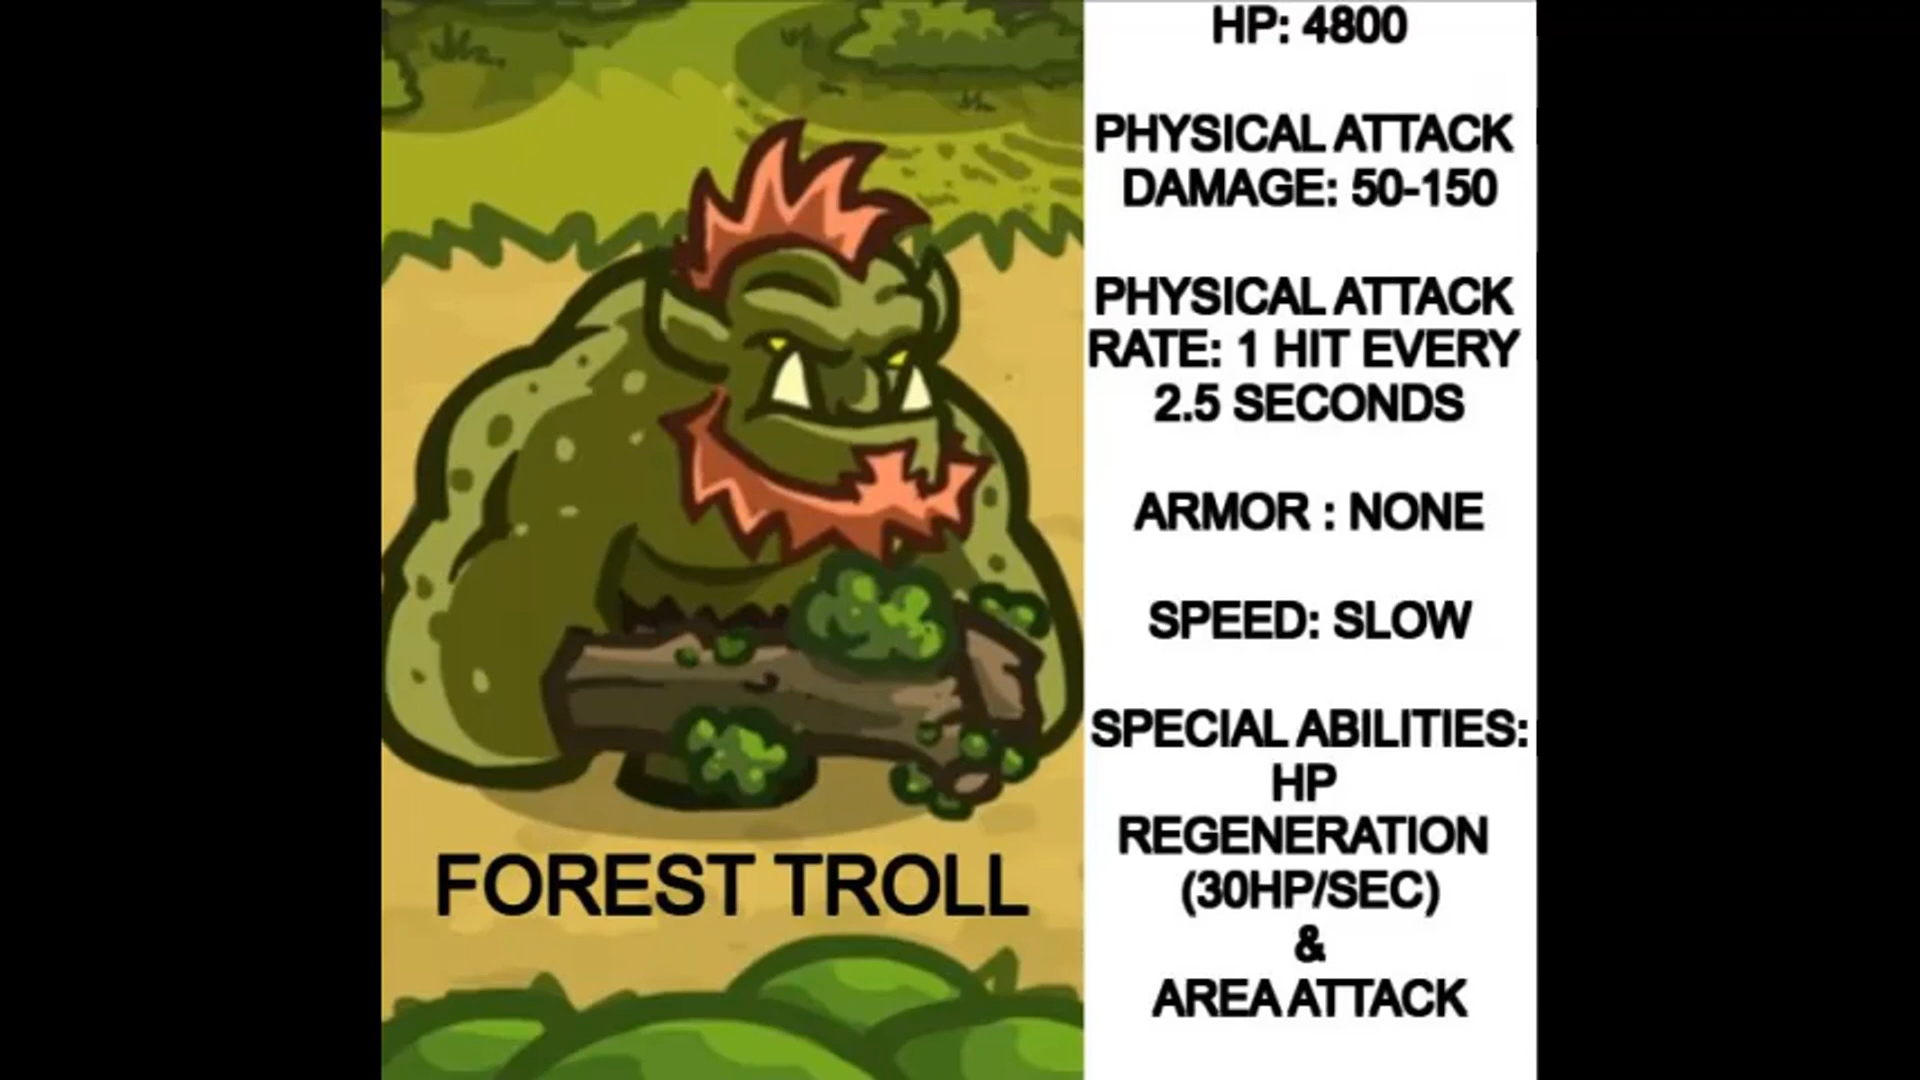 HP: 4800
PHYSICAL ATTACK
DAMAGE: 50-150
PHYSICAL ATTACK
RATE: 1 HIT EVERY
2.5 SECONDS
ARMOR : NONE
SPEED: SLOW
SPECIAL ABILITIES:
HP
REGENERATION
(30HP/SEC)
&
AREA ATTACK
FOREST TROLL